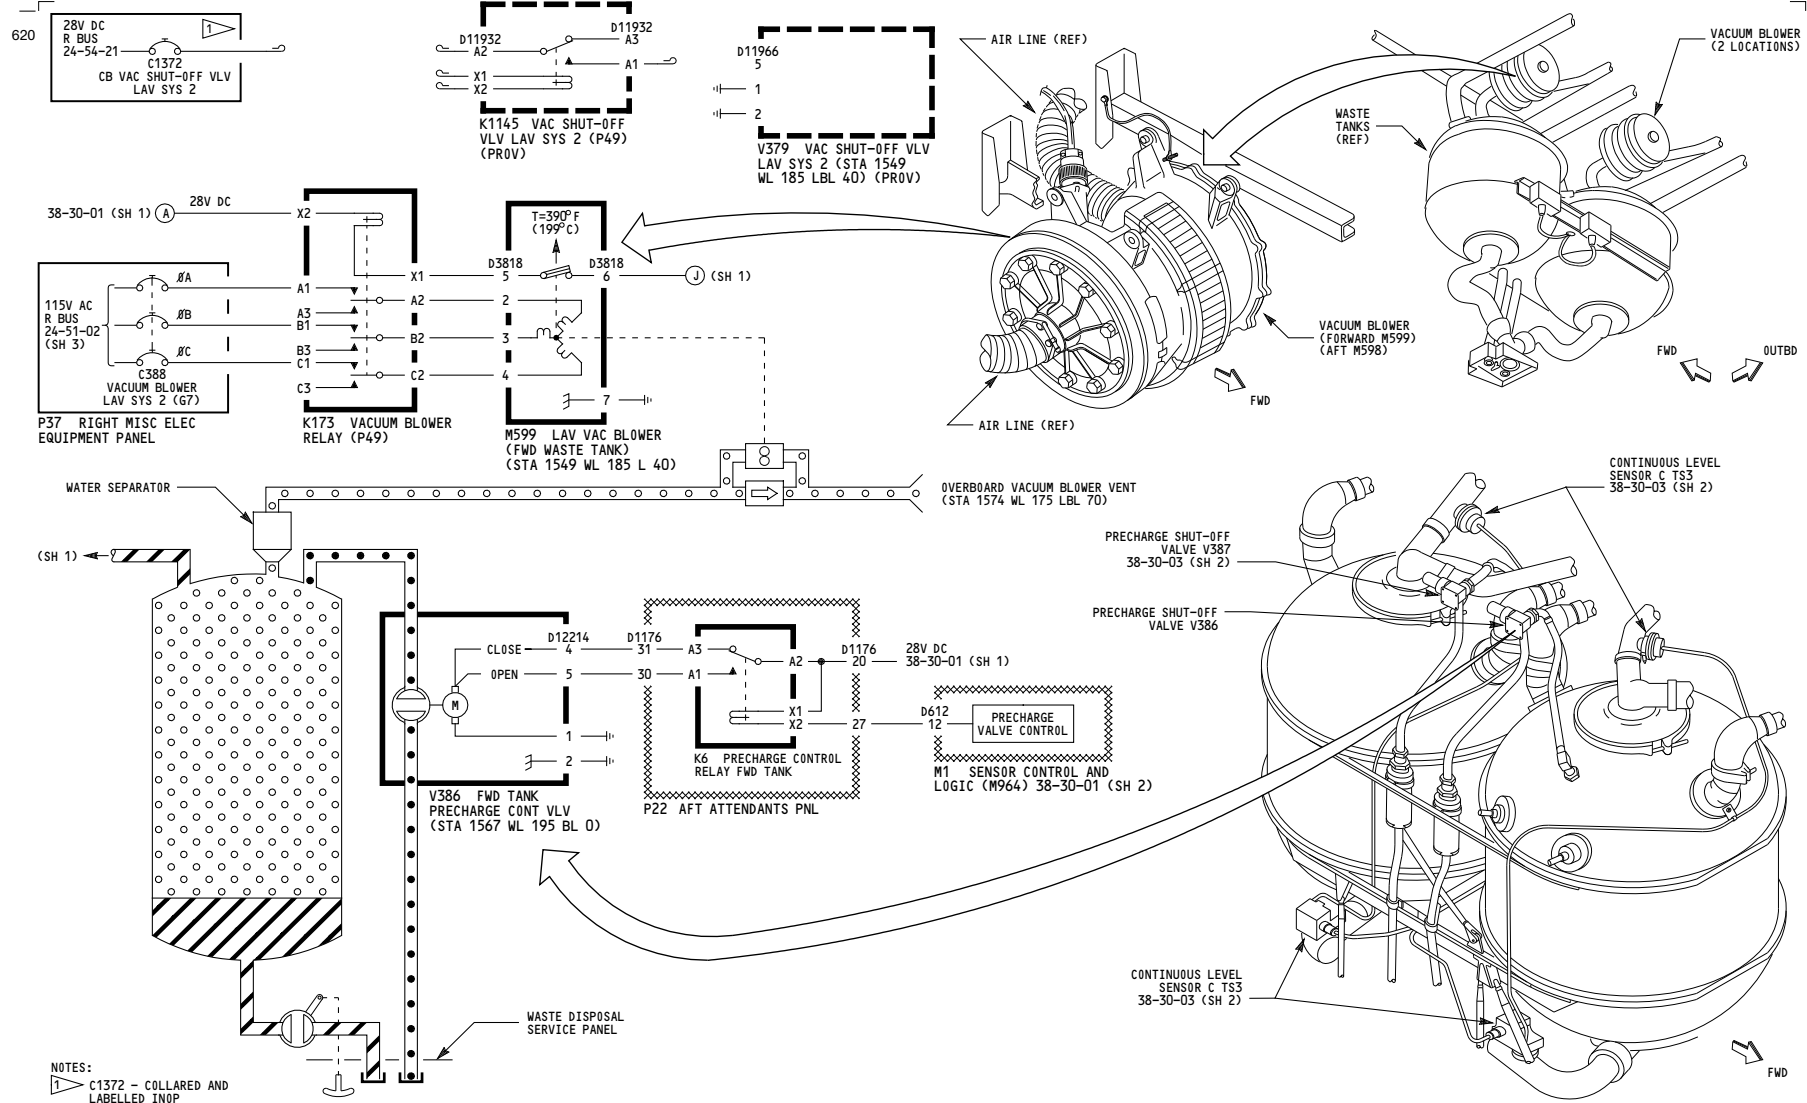 620
28V DC
R BUS
24-54-21
1
C1372
CB VAC SHUT-OFF VLV
LAV SYS 2
D11932
D11932
A2
A3
A1
X1
X2
K1145 VAC SHUT-OFF
VLV LAV SYS 2 (P49)
(PROV)
D11966
5
1
2
V379 VAC SHUT-OFF VLV
LAV SYS 2 (STA 1549
WL 185 LBL 40) (PROV)
AIR LINE (REF)
VACUUM BLOWER
(2 LOCATIONS)
WASTE
TANKS
(REF)
VACUUM BLOWER
(FORWARD M599)
(AFT M598)
FWD
OUTBD
FWD
AIR LINE (REF)
38-30-01 (SH 1) A
28V DC
X2
X1
115V AC
R BUS
24-51-02
(SH 3)
ØA
ØB
ØC
C388
VACUUM BLOWER
LAV SYS 2 (G7)
P37 RIGHT MISC ELEC
EQUIPMENT PANEL
A1
A2
A3
B1
B2
B3
C1
C2
C3
K173 VACUUM BLOWER
RELAY (P49)
T=390°F
(199°C)
D3818
D3818
5
6
J (SH 1)
2
3
4
7
M599 LAV VAC BLOWER
(FWD WASTE TANK)
(STA 1549 WL 185 L 40)
WATER SEPARATOR
OVERBOARD VACUUM BLOWER VENT
(STA 1574 WL 175 LBL 70)
(SH 1)
CONTINUOUS LEVEL
SENSOR C TS3
38-30-03 (SH 2)
PRECHARGE SHUT-OFF
VALVE V387
38-30-03 (SH 2)
PRECHARGE SHUT-OFF
VALVE V386
CLOSE
OPEN
M
D12214
4
5
1
2
V386 FWD TANK
PRECHARGE CONT VLV
(STA 1567 WL 195 BL 0)
D1176
31
30
A3
A1
A2
X1
X2
K6 PRECHARGE CONTROL
RELAY FWD TANK
P22 AFT ATTENDANTS PNL
D1176
20
27
28V DC
38-30-01 (SH 1)
D612
12
PRECHARGE
VALVE CONTROL
M1 SENSOR CONTROL AND
LOGIC (M964) 38-30-01 (SH 2)
CONTINUOUS LEVEL
SENSOR C TS3
38-30-03 (SH 2)
WASTE DISPOSAL
SERVICE PANEL
FWD
NOTES:
1 C1372 - COLLARED AND
LABELLED INOP